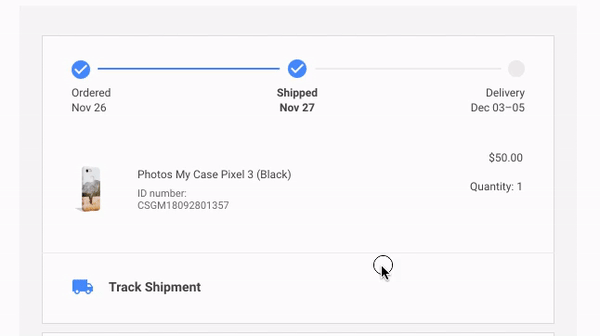 Ordered
Nov 26
Shipped
Nov 27
Delivery
Dec 03–05
$50.00
Photos My Case Pixel 3 (Black)
Quantity: 1
ID number:
CSGM18092801357
Track Shipment